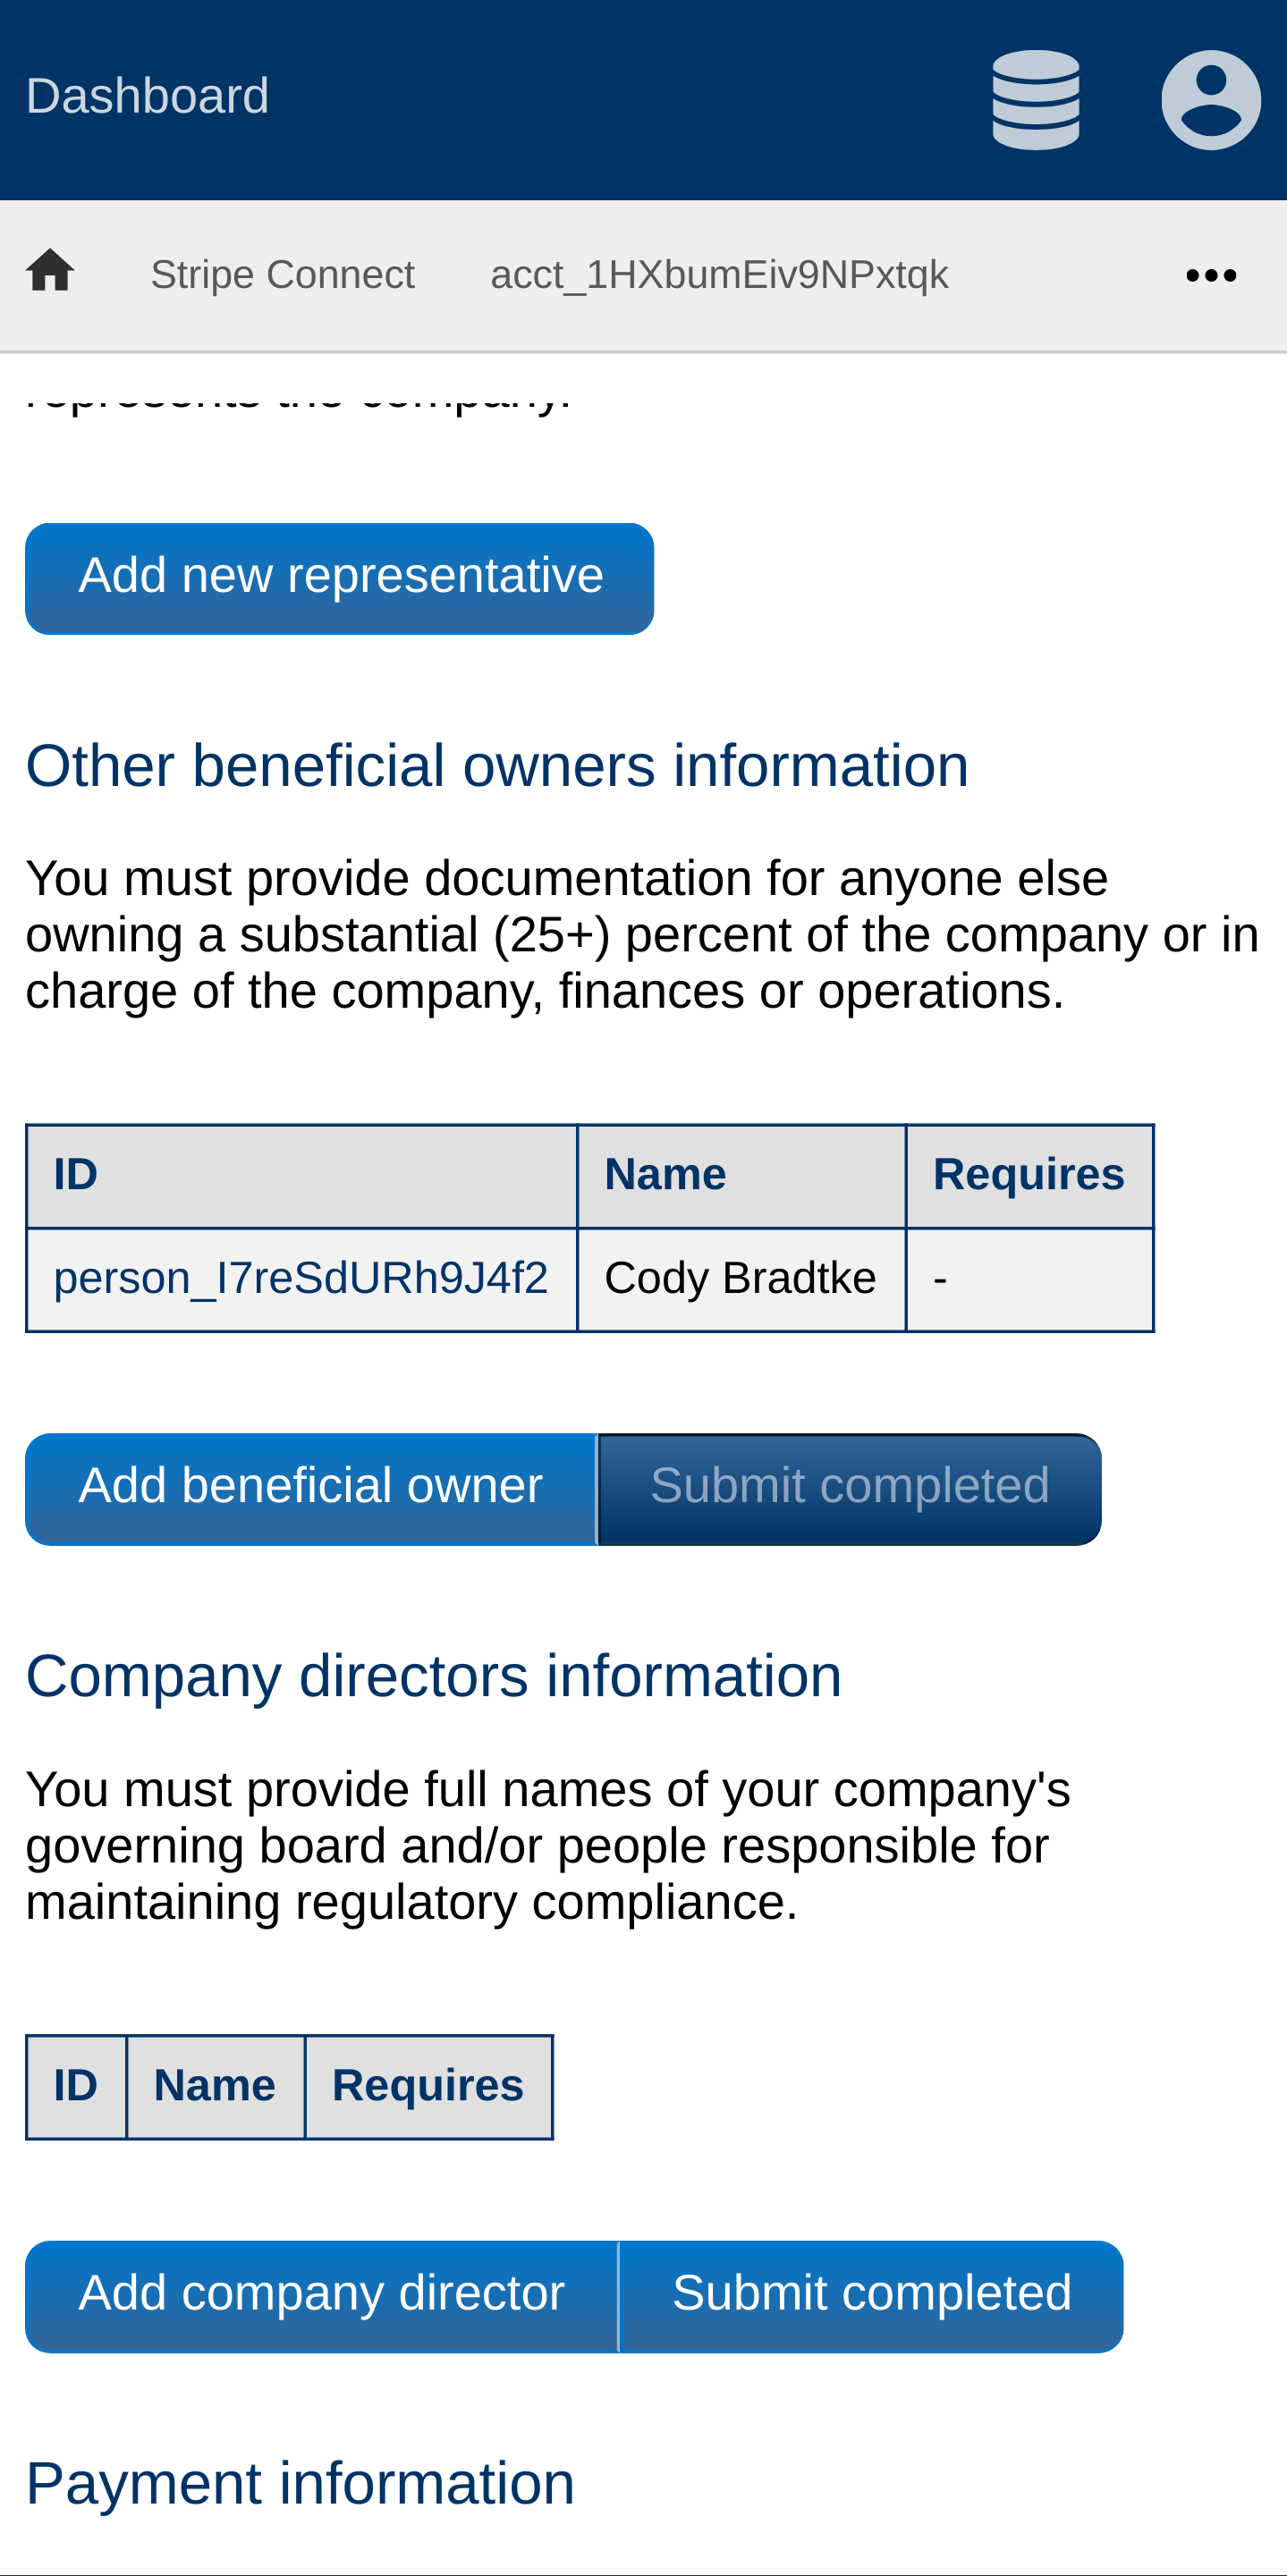 Dashboard
Stripe Connect acct_1HXbumEiv9NPxtqk
represents the company.
Add new representative
Other beneficial owners information
You must provide documentation for anyone else
owning a substantial (25+) percent of the company or in
charge of the company, finances or operations.
ID Name Requires
person_I7reSdURh9J4f2 Cody Bradtke -
Add beneficial owner Submit completed
Company directors information
You must provide full names of your company's
governing board and/or people responsible for
maintaining regulatory compliance.
ID Name Requires
Add company director Submit completed
Payment information